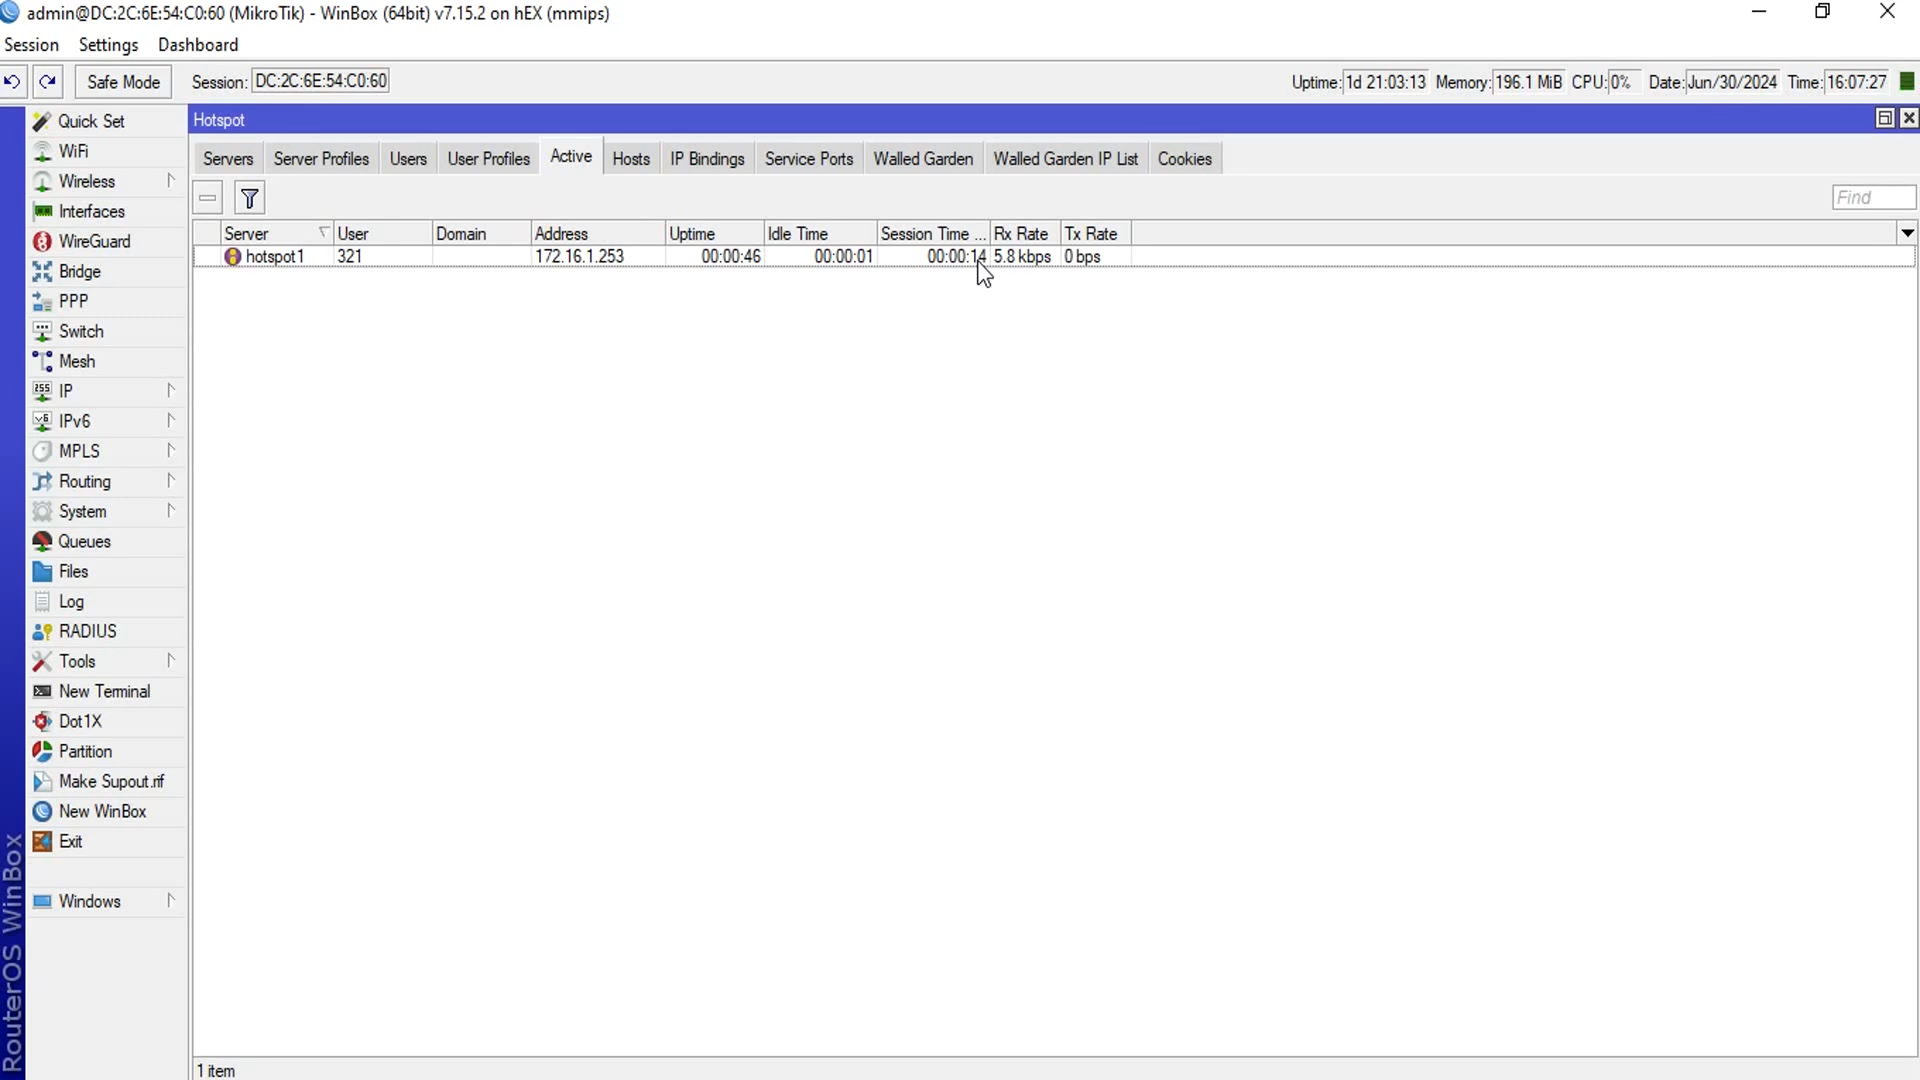 admin@DC:2C:6E:54:C0:60 (MikroTik) - WinBox (64bit) v7.15.2 on hEX (mmips)
Session Settings Dashboard
Safe Mode Session: DC:2C:6E:54:C0:60 Uptime: 1d 21:03:13 Memory: 196.1 MiB CPU: 0% Date: Jun/30/2024 Time: 16:07:27
Hotspot
Servers Server Profiles Users User Profiles Active Hosts IP Bindings Service Ports Walled Garden Walled Garden IP List Cookies
Find
Server User Domain Address Uptime Idle Time Session Time ... Rx Rate Tx Rate
hotspot1 321 172.16.1.253 00:00:46 00:00:01 00:00:14 5.8 kbps 0 bps
Quick Set
WiFi
Wireless
Interfaces
WireGuard
Bridge
PPP
Switch
Mesh
IP
IPv6
MPLS
Routing
System
Queues
Files
Log
RADIUS
Tools
New Terminal
Dot1X
Partition
Make Supout.rif
New WinBox
Exit
Windows
RouterOS WinBox
1 item